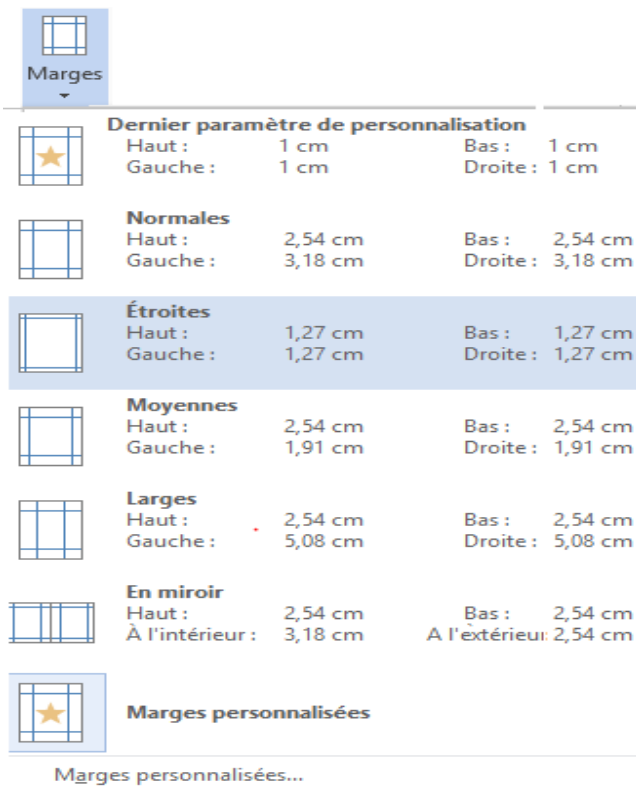 Marges
Dernier paramètre de personnalisation
Haut : 1 cm Bas : 1 cm
Gauche : 1 cm Droite : 1 cm
Normales
Haut : 2,54 cm Bas : 2,54 cm
Gauche : 3,18 cm Droite : 3,18 cm
Étroites
Haut : 1,27 cm Bas : 1,27 cm
Gauche : 1,27 cm Droite : 1,27 cm
Moyennes
Haut : 2,54 cm Bas : 2,54 cm
Gauche : 1,91 cm Droite : 1,91 cm
Larges
Haut : 2,54 cm Bas : 2,54 cm
Gauche : 5,08 cm Droite : 5,08 cm
En miroir
Haut : 2,54 cm Bas : 2,54 cm
À l'intérieur : 3,18 cm A l'extérieur: 2,54 cm
Marges personnalisées
Marges personnalisées...